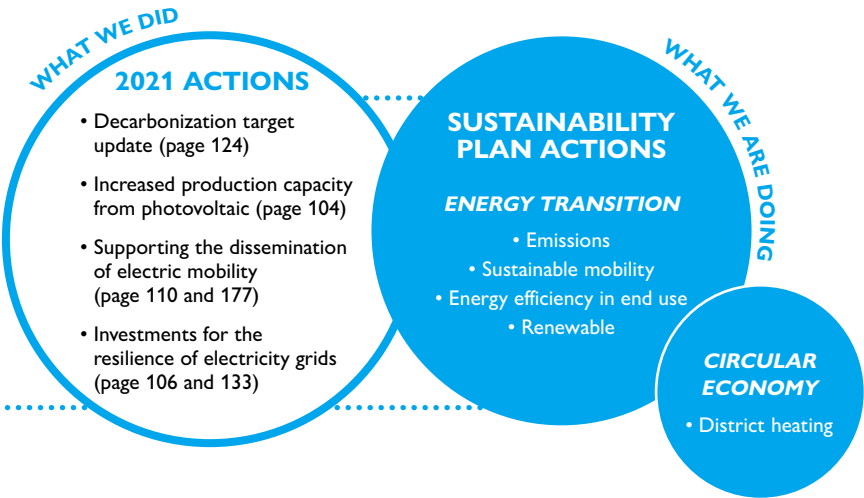 WHAT WE DID
2021 ACTIONS
• Decarbonization target
update (page 124)
• Increased production capacity
from photovoltaic (page 104)
• Supporting the dissemination
of electric mobility
(page 110 and 177)
• Investments for the
resilience of electricity grids
(page 106 and 133)
WHAT WE ARE DOING
SUSTAINABILITY
PLAN ACTIONS
ENERGY TRANSITION
• Emissions
• Sustainable mobility
• Energy efficiency in end use
• Renewable
CIRCULAR
ECONOMY
• District heating